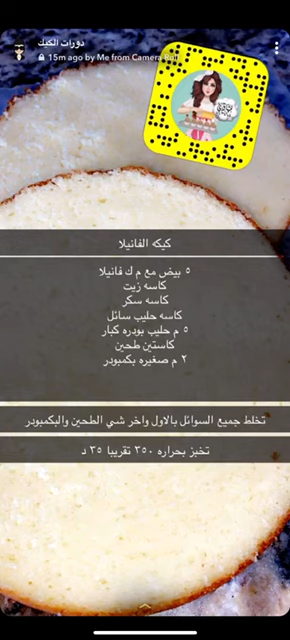 دورات الكيك
15m ago by Me from Camera Roll
كيكه الفانيلا
٥ بيض مع م ك فانيلا
كاسه زيت
كاسه سكر
كاسه حليب سائل
٥ م حليب بودره كبار
كاستين طحين
٢ م صغيره بكمبودر
تخلط جميع السوائل بالاول واخر شي الطحين والبكمبودر
تخبز بحراره ٣٥٠ تقريبا ٣٥ د